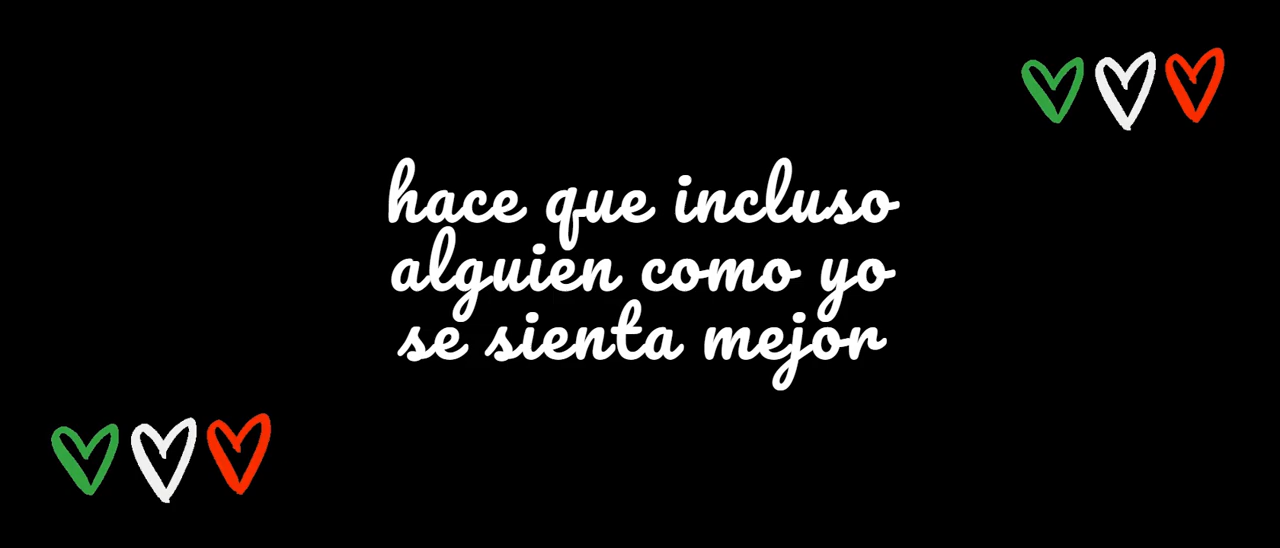 hace que incluso
alguien como yo
se sienta mejor